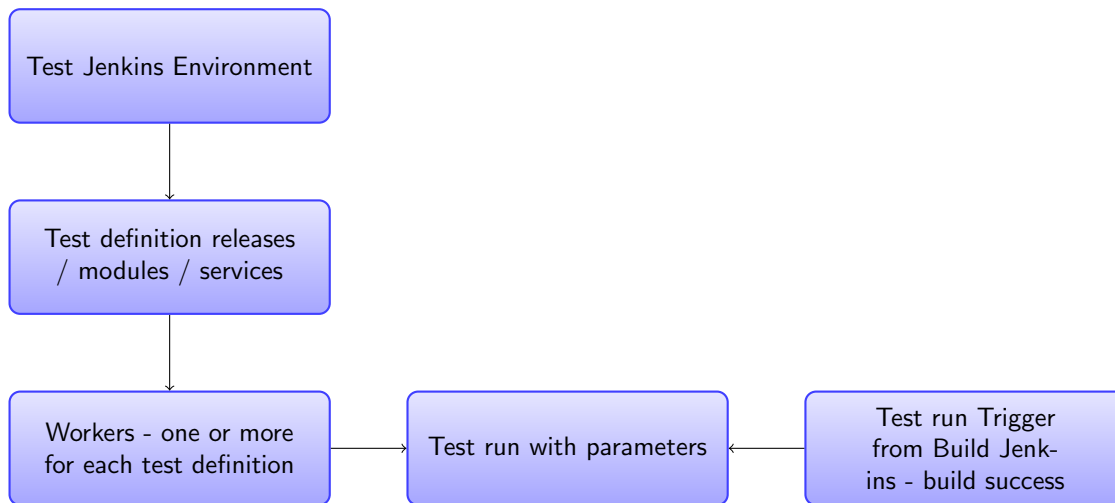 Test Jenkins Environment
Test definition releases
/ modules / services
Workers - one or more
for each test definition
Test run with parameters
Test run Trigger
from Build Jenk-
ins - build success